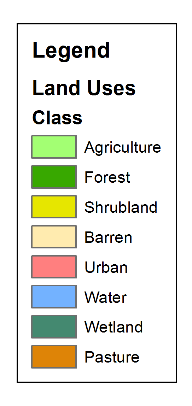 Legend
Land Uses
Class
Agriculture
Forest
Shrubland
Barren
Urban
Water
Wetland
Pasture